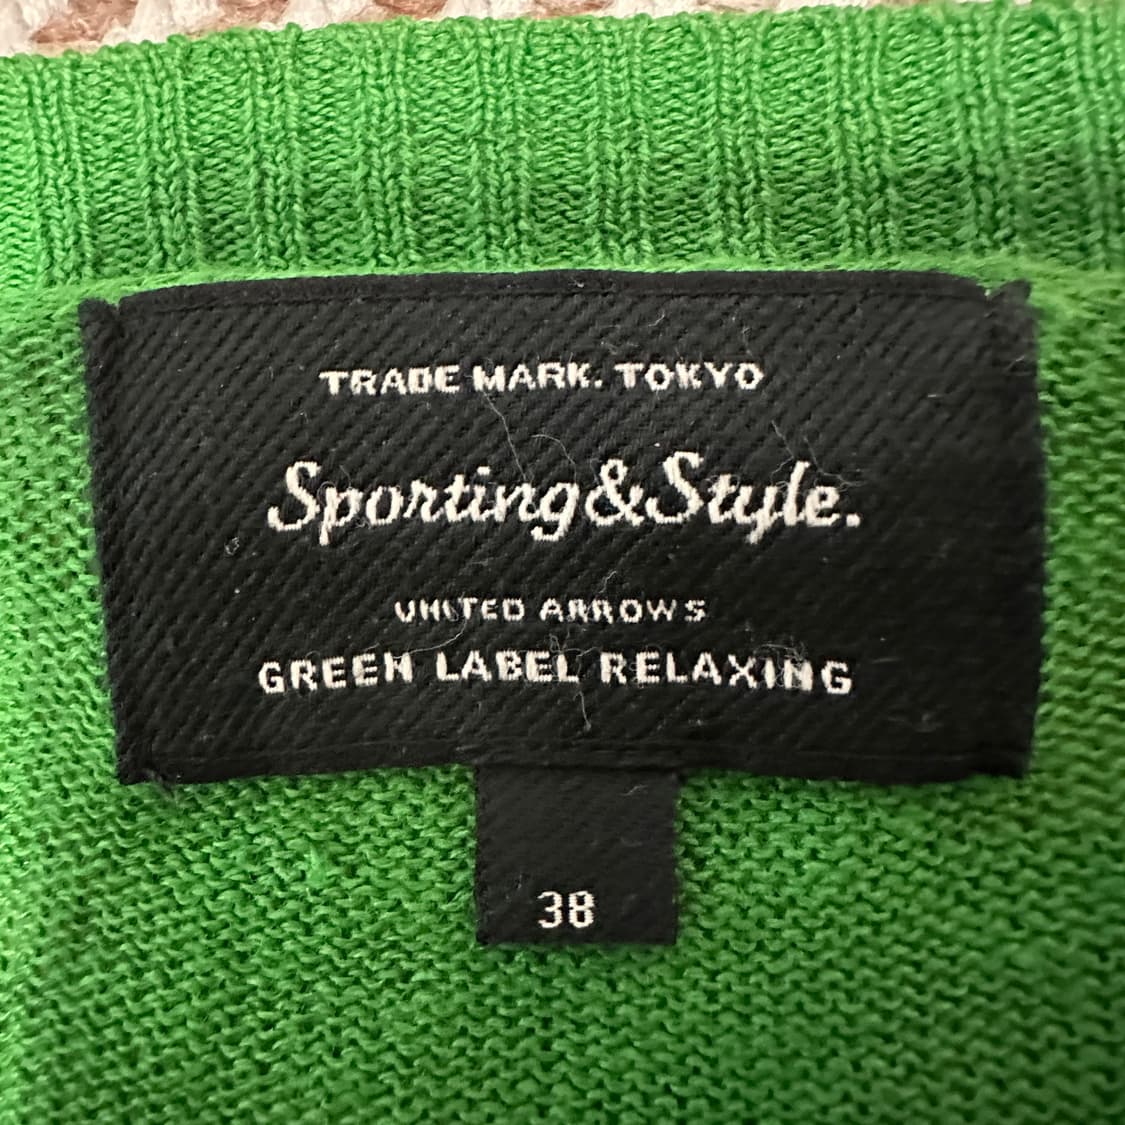 TRADE MARK. TOKYO
Sporting&Style.
UNITED ARROWS
GREEN LABEL RELAXING
38